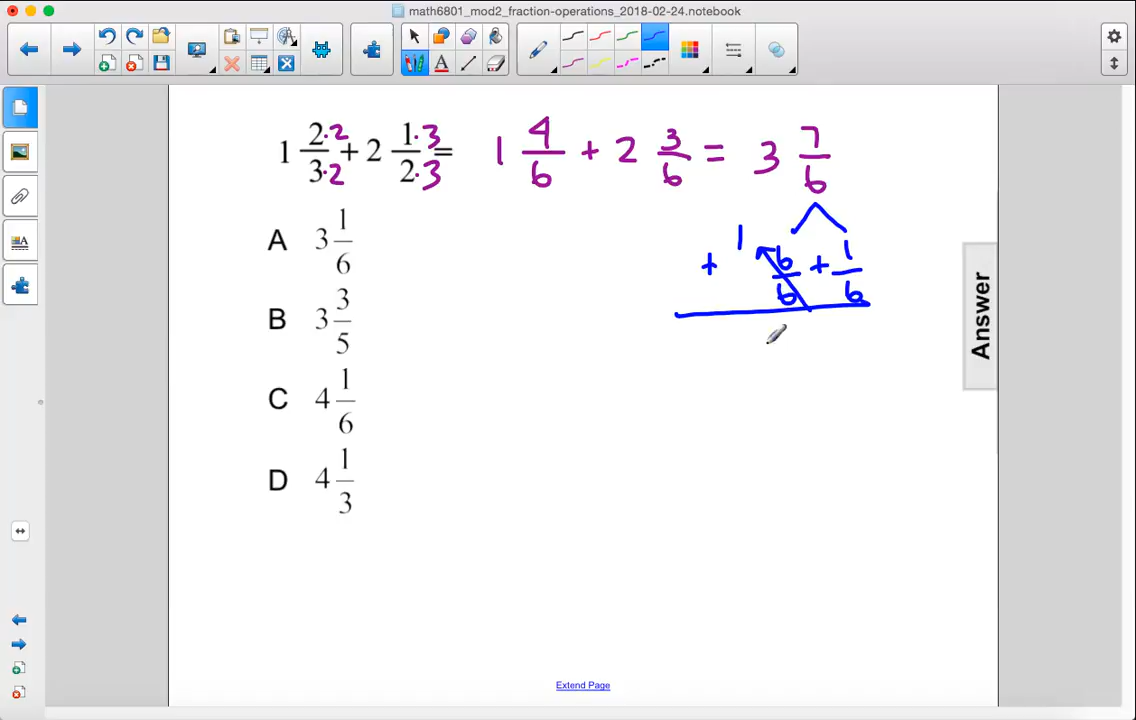 math6801_mod2_fraction-operations_2018-02-24.notebook
1 2·2/3·2 + 2 1·3/2·3 = 1 4/6 + 2 3/6 = 3 7/6
+ 1 6/6 + 1/6
A 3 1/6
B 3 3/5
C 4 1/6
D 4 1/3
Answer
Extend Page